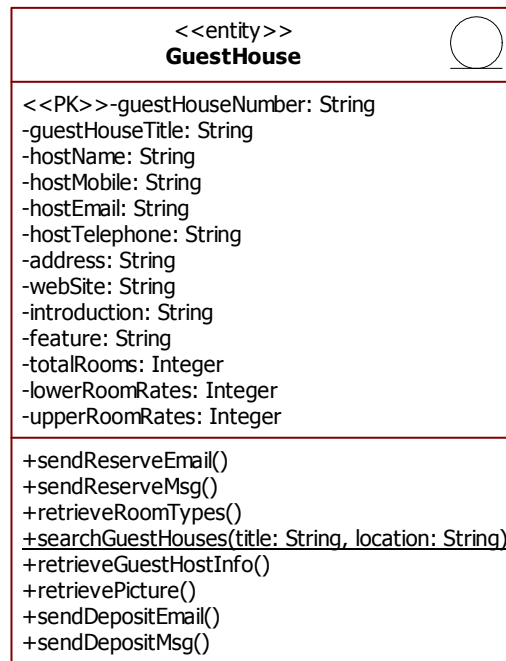 <<entity>>
GuestHouse
<<PK>>-guestHouseNumber: String
-guestHouseTitle: String
-hostName: String
-hostMobile: String
-hostEmail: String
-hostTelephone: String
-address: String
-webSite: String
-introduction: String
-feature: String
-totalRooms: Integer
-lowerRoomRates: Integer
-upperRoomRates: Integer
+sendReserveEmail()
+sendReserveMsg()
+retrieveRoomTypes()
+searchGuestHouses(title: String, location: String)
+retrieveGuestHostInfo()
+retrievePicture()
+sendDepositEmail()
+sendDepositMsg()